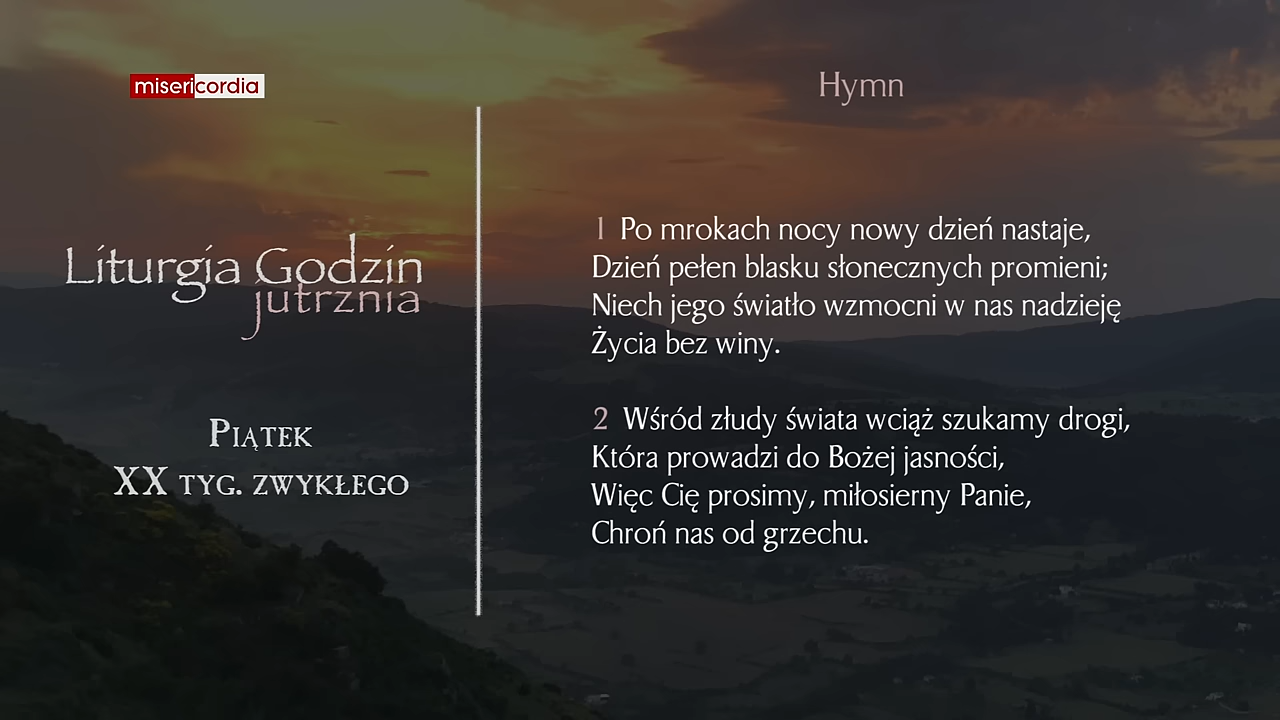 misericordia
Liturgia Godzin
jutrznia
Piątek
XX tyg. zwykłego
Hymn
1 Po mrokach nocy nowy dzień nastaje,
Dzień pełen blasku słonecznych promieni;
Niech jego światło wzmocni w nas nadzieję
Życia bez winy.
2 Wśród złudy świata wciąż szukamy drogi,
Która prowadzi do Bożej jasności,
Więc Cię prosimy, miłosierny Panie,
Chroń nas od grzechu.